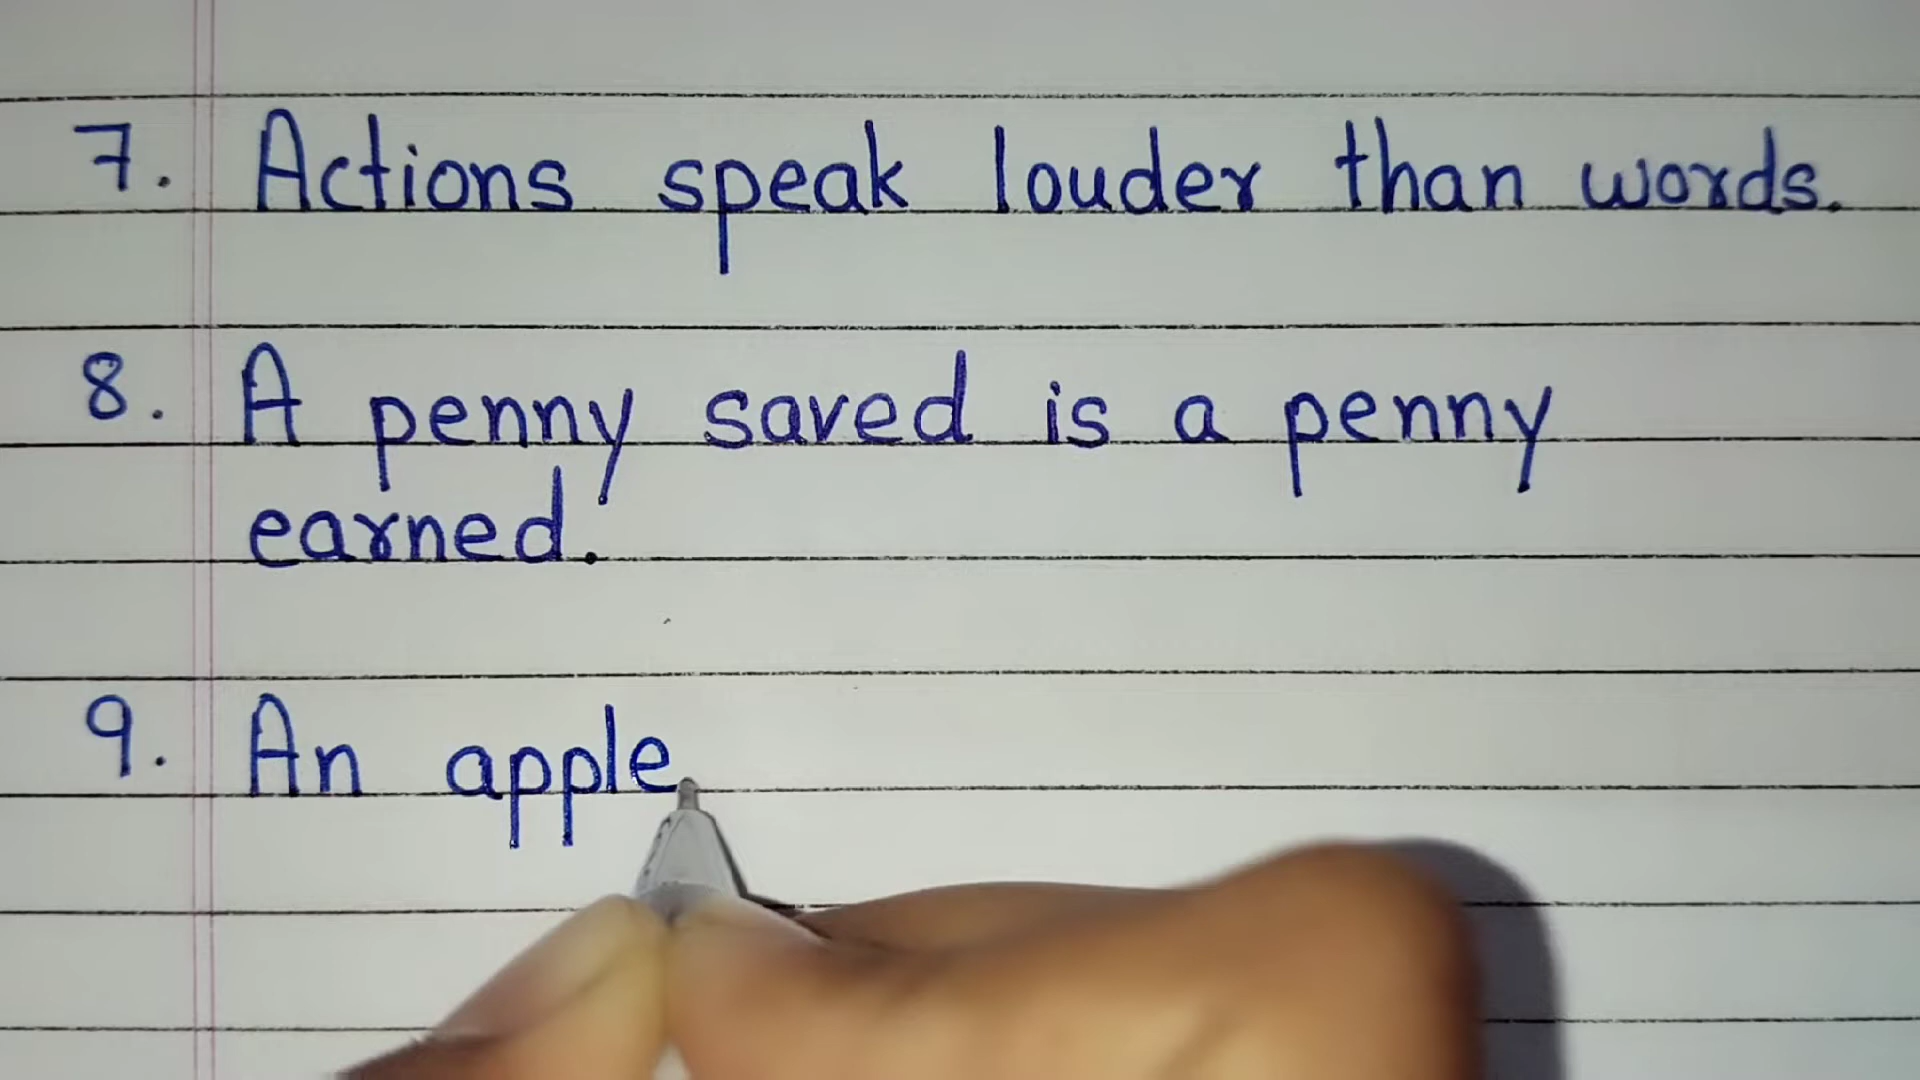 7. Actions speak louder than words.
8. A penny saved is a penny
earned.
9. An apple